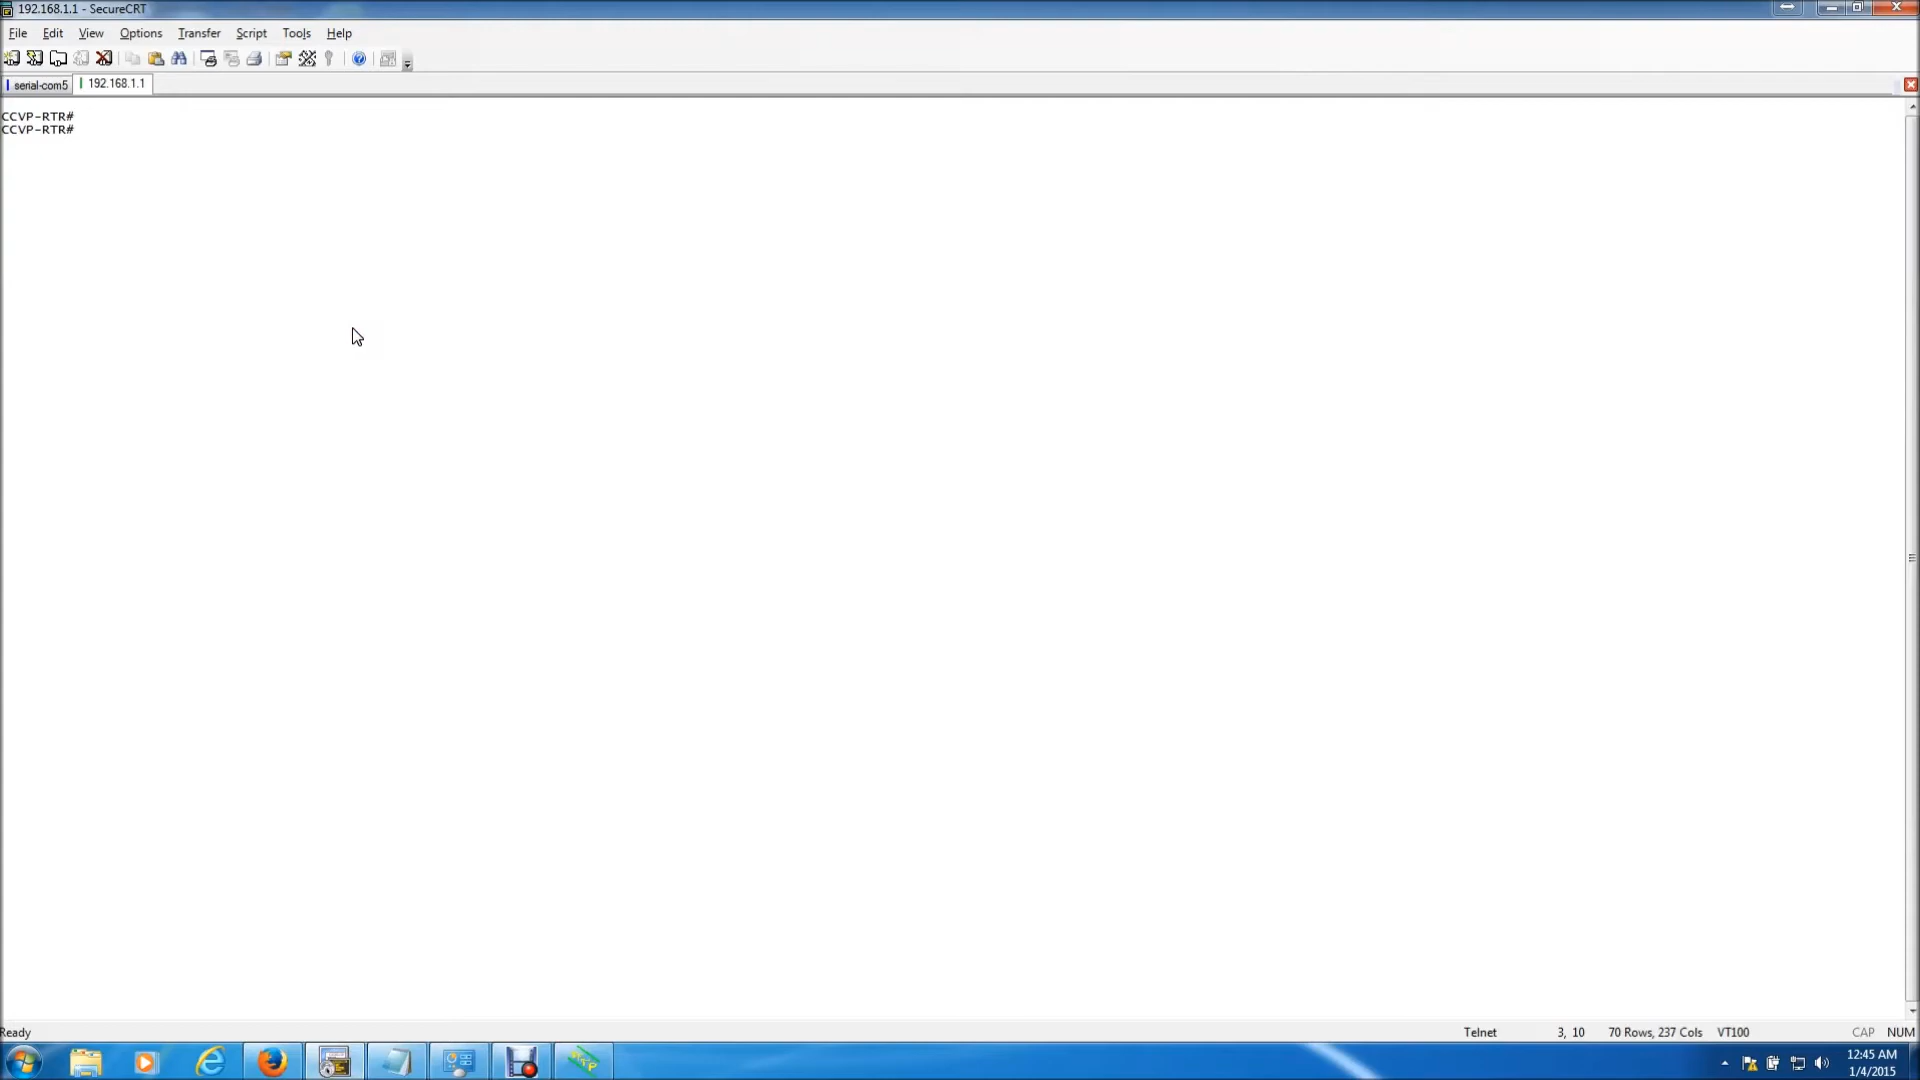 192.168.1.1 - SecureCRT
File Edit View Options Transfer Script Tools Help
serial-com5 192.168.1.1
CCVP-RTR#
CCVP-RTR#
Ready Telnet 3, 10 70 Rows, 237 Cols VT100 CAP NUM
12:45 AM
1/4/2015